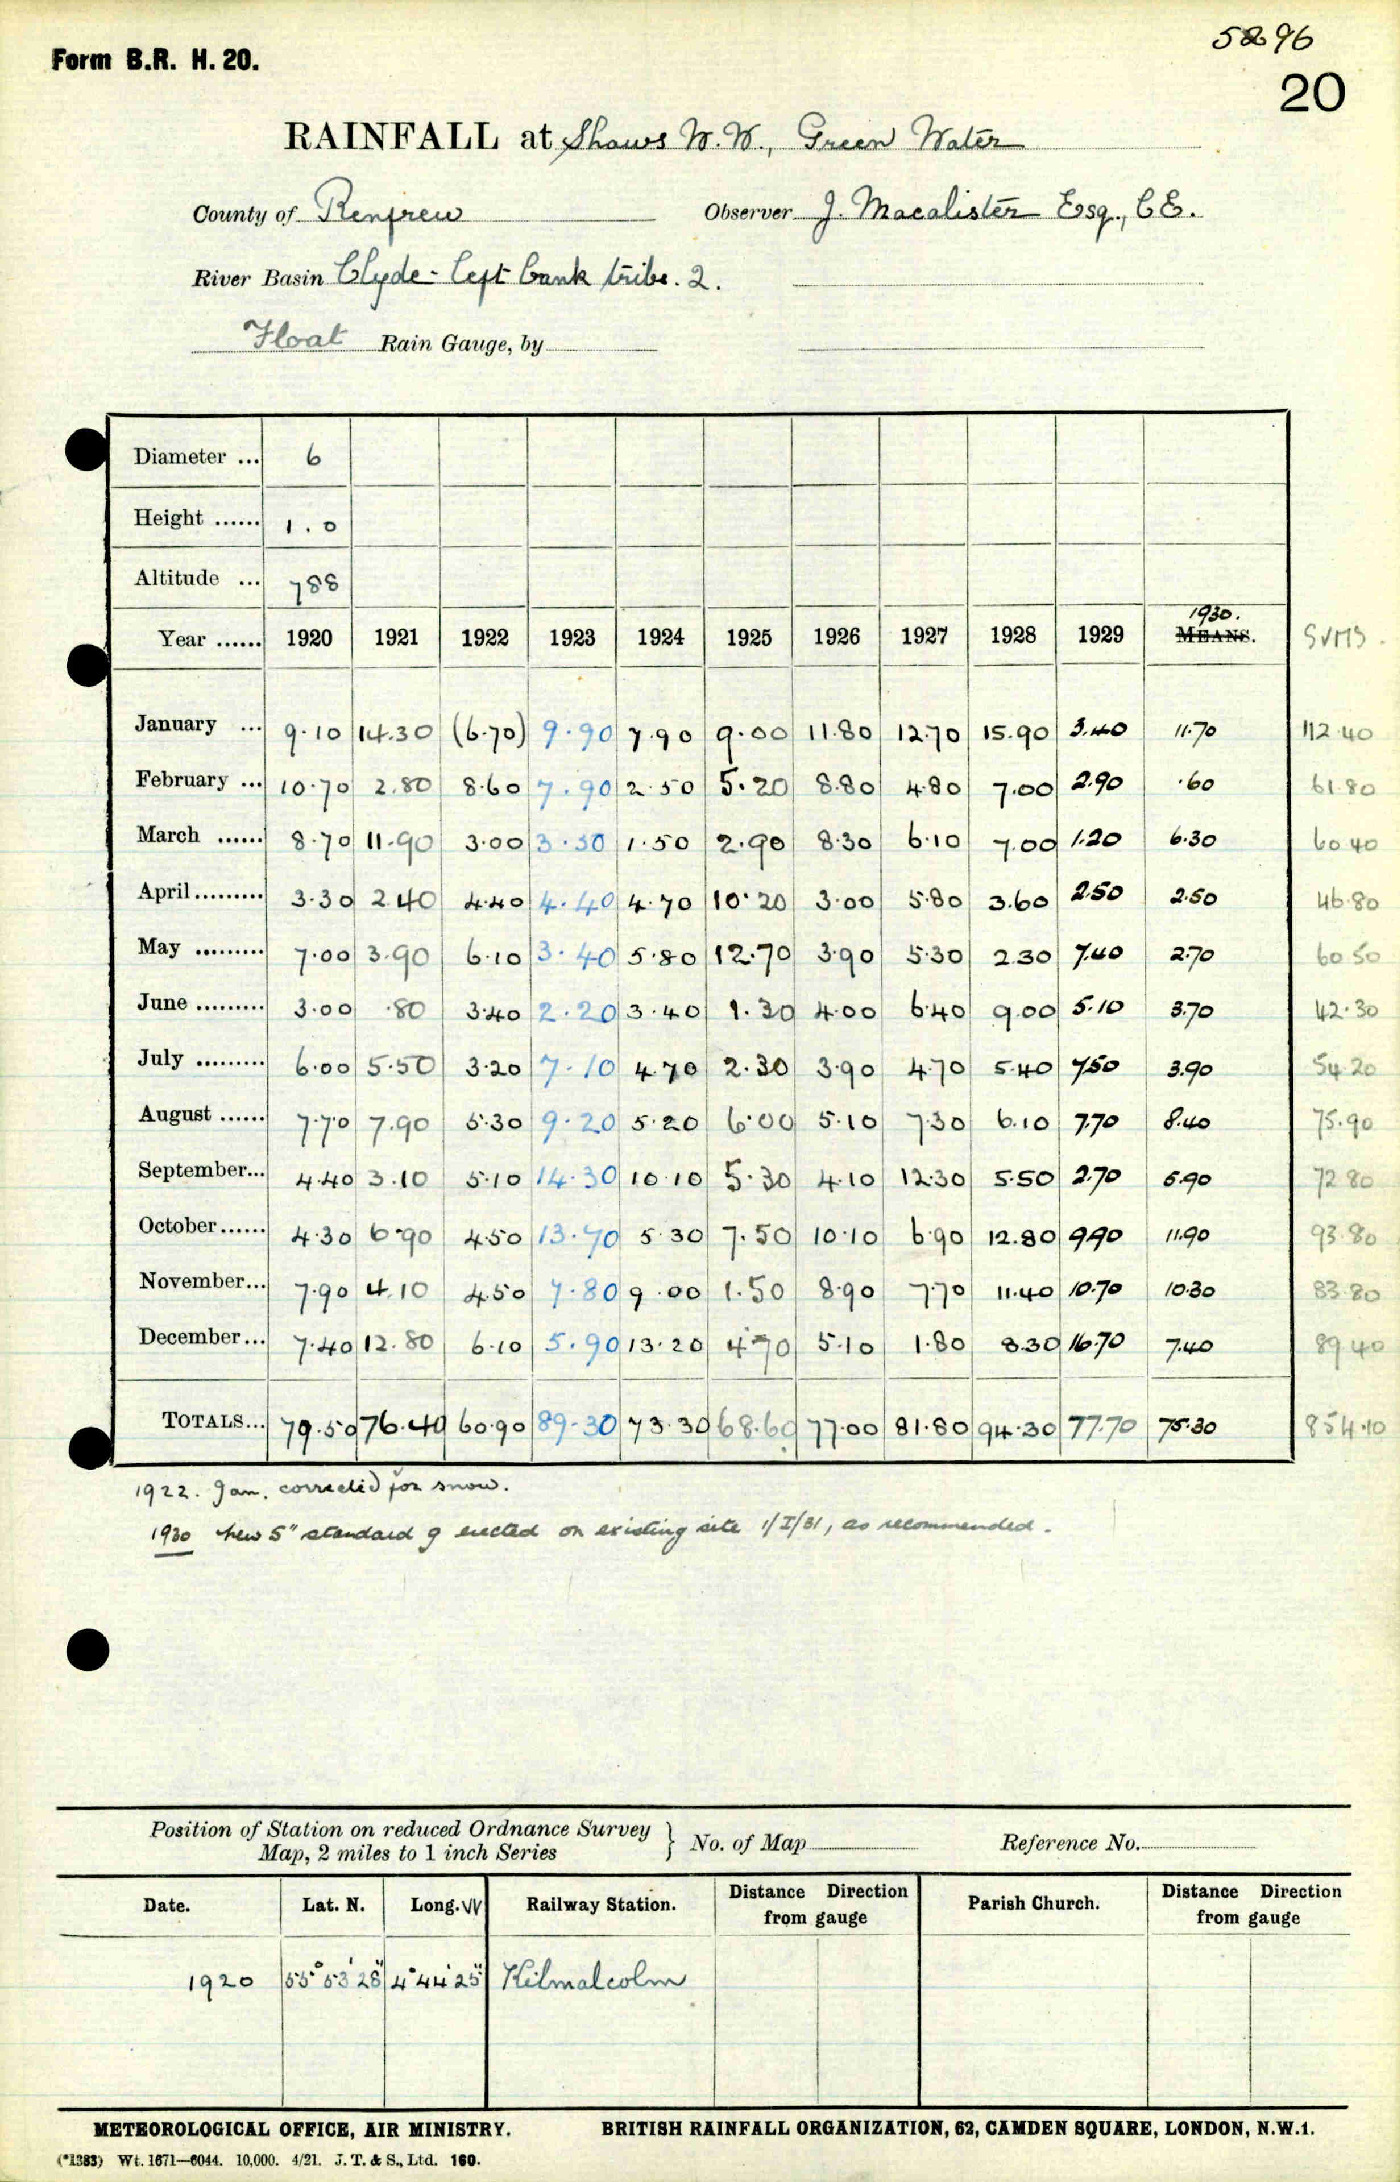 Form B.R. H. 20.
5296
20
RAINFALL at Shaws W.W., Green Water
County of Renfrew Observer J. Macalister Esq., C.E.
River Basin Clyde - left bank tribs. 2.
Float Rain Gauge, by
Diameter ... 6
Height ...... 1.0
Altitude ... 788
1930.
Year ...... 1920 1921 1922 1923 1924 1925 1926 1927 1928 1929 MEANS. SUMS.
January ... 9.10 14.30 (6.70) 9.90 7.90 9.00 11.80 12.70 15.90 3.40 11.70 112.40
February ... 10.70 2.80 8.60 7.90 2.50 5.20 8.80 4.80 7.00 2.90 .60 61.80
March ...... 8.70 11.90 3.00 3.50 1.50 2.90 8.30 6.10 7.00 1.20 6.30 60.40
April......... 3.30 2.40 4.40 4.40 4.70 10.20 3.00 5.80 3.60 2.50 2.50 46.80
May ......... 7.00 3.90 6.10 3.40 5.80 12.70 3.90 5.30 2.30 7.40 2.70 60.50
June ......... 3.00 .80 3.40 2.20 3.40 1.30 4.00 6.40 9.00 5.10 3.70 42.30
July ......... 6.00 5.50 3.20 7.10 4.70 2.30 3.90 4.70 5.40 7.50 3.90 54.20
August ...... 7.70 7.90 5.30 9.20 5.20 6.00 5.10 7.30 6.10 7.70 8.40 75.90
September... 4.40 3.10 5.10 14.30 10.10 5.30 4.10 12.30 5.50 2.70 5.90 72.80
October...... 4.30 6.90 4.50 13.70 5.30 7.50 10.10 6.90 12.80 9.90 11.90 93.80
November... 7.90 4.10 4.50 7.80 9.00 1.50 8.90 7.70 11.40 10.70 10.30 83.80
December... 7.40 12.80 6.10 5.90 13.20 4.70 5.10 1.80 8.30 16.70 7.40 89.40
TOTALS... 79.50 76.40 60.90 89.30 73.30 68.60 77.00 81.80 94.30 77.70 75.30 854.10
1922. Jan. corrected for snow.
1930 New 5" standard g erected on existing site 1/I/31, as recommended.
Position of Station on reduced Ordnance Survey
Map, 2 miles to 1 inch Series } No. of Map Reference No.
Date. Lat. N. Long. W Railway Station. Distance Direction from gauge Parish Church. Distance Direction from gauge
1920 55° 53' 28" 4° 44' 25" Kilmalcolm
METEOROLOGICAL OFFICE, AIR MINISTRY. BRITISH RAINFALL ORGANIZATION, 62, CAMDEN SQUARE, LONDON, N.W.1.
(*1383) Wt. 1671—6044. 10,000. 4/21. J. T. & S., Ltd. 160.